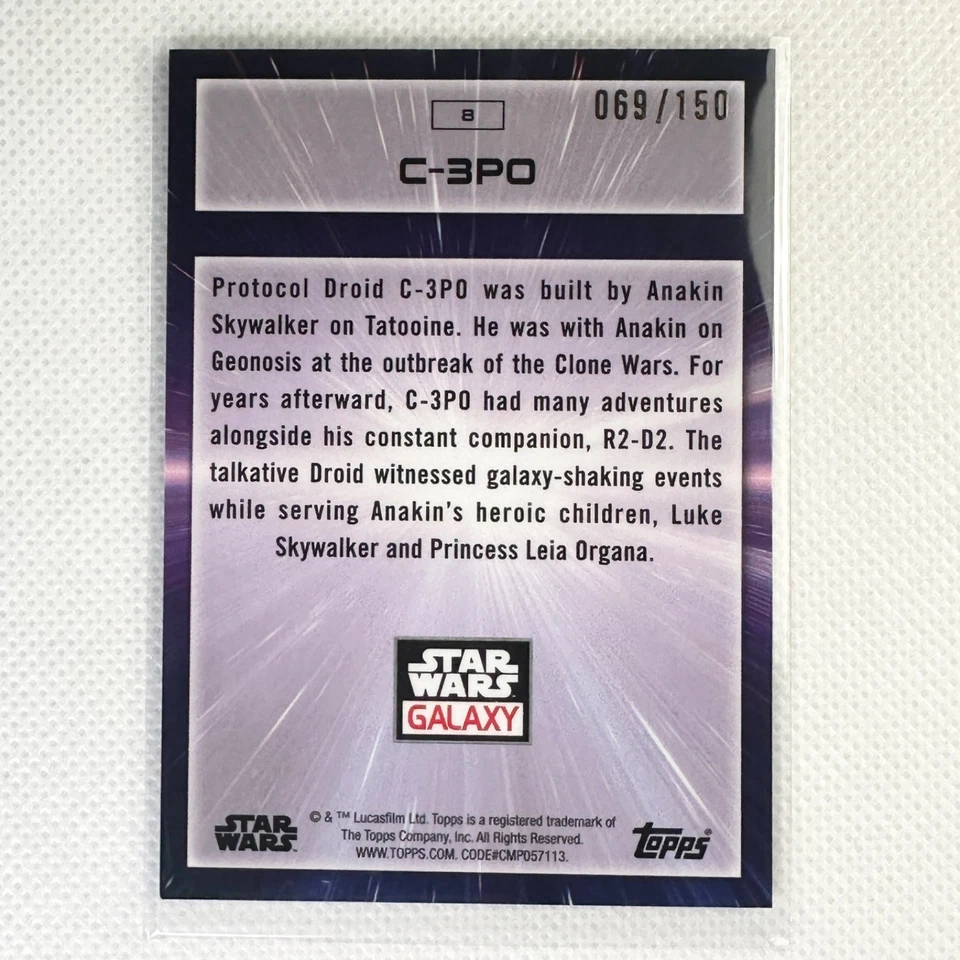 069/150
8
C-3PO
Protocol Droid C-3PO was built by Anakin
Skywalker on Tatooine. He was with Anakin on
Geonosis at the outbreak of the Clone Wars. For
years afterward, C-3PO had many adventures
alongside his constant companion, R2-D2. The
talkative Droid witnessed galaxy-shaking events
while serving Anakin's heroic children, Luke
Skywalker and Princess Leia Organa.
STAR
WARS
GALAXY
STAR
WARS
© & ™ Lucasfilm Ltd. Topps is a registered trademark of
The Topps Company, Inc. All Rights Reserved.
WWW.TOPPS.COM. CODE#CMP057113.
topps®